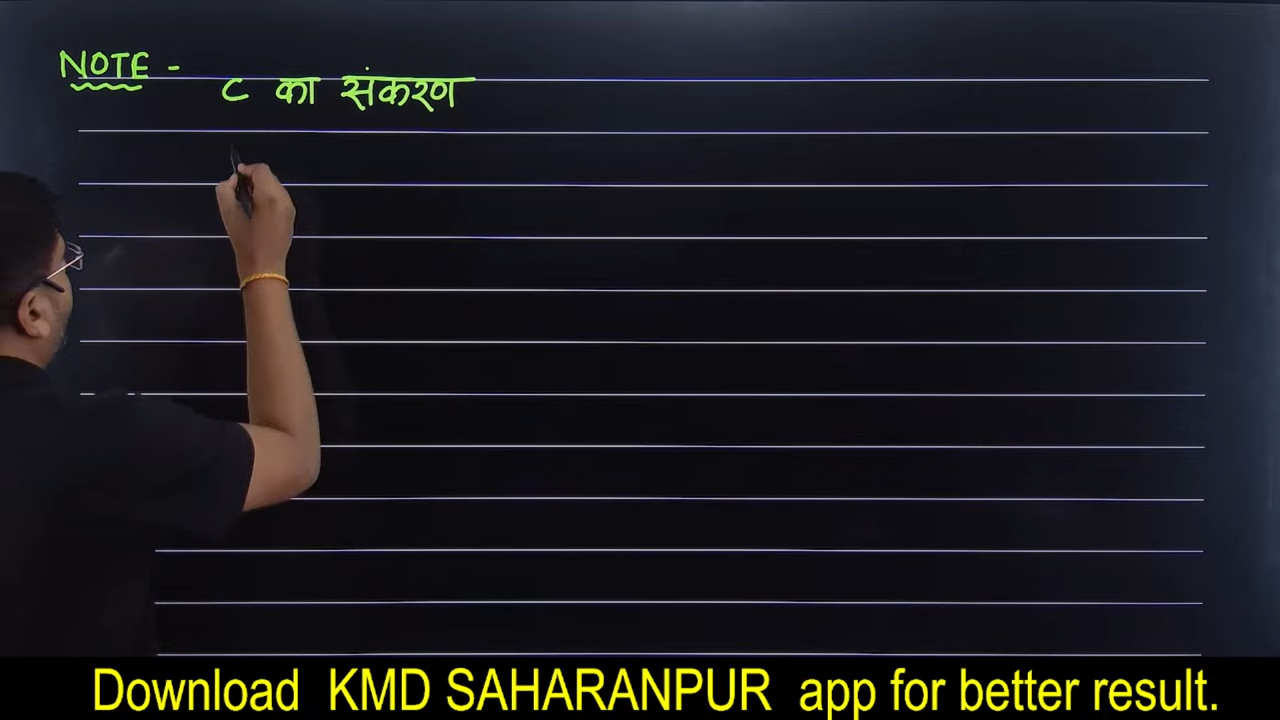 NOTE -
C का संकरण
Download KMD SAHARANPUR app for better result.